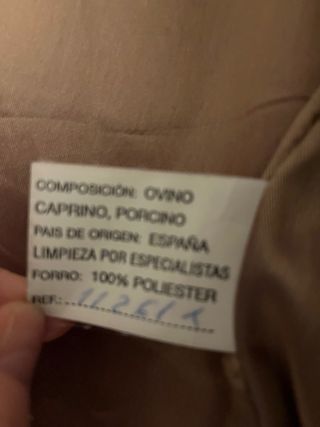 COMPOSICIÓN: OVINO
CAPRINO, PORCINO
PAIS DE ORIGEN: ESPAÑA
LIMPIEZA POR ESPECIALISTAS
FORRO: 100% POLIESTER
REF.: